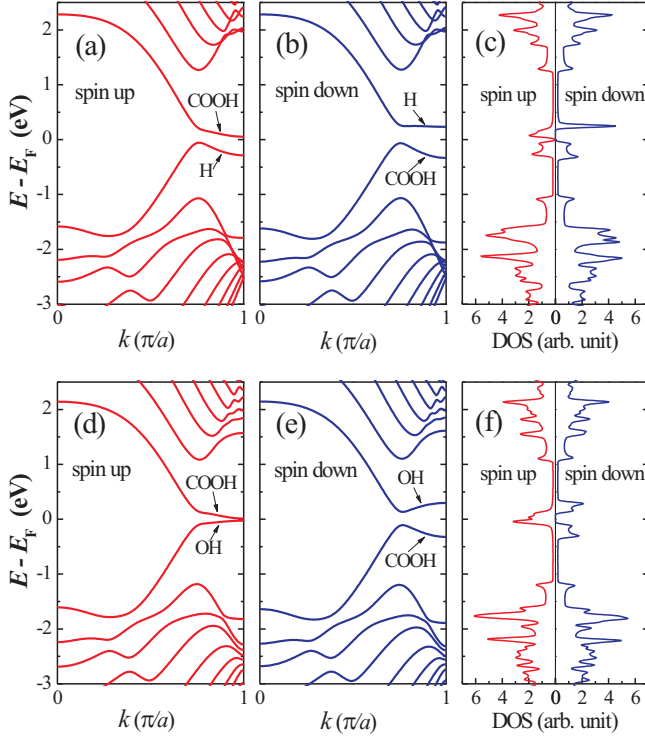 (a)
spin up
COOH
H
(b)
spin down
H
COOH
(c)
spin up
spin down
E - E_F (eV)
2
1
0
-1
-2
-3
0
1
k (π/a)
0
1
k (π/a)
6 4 2 0 2 4 6
DOS (arb. unit)
(d)
spin up
COOH
OH
(e)
spin down
OH
COOH
(f)
spin up
spin down
E - E_F (eV)
2
1
0
-1
-2
-3
0
1
k (π/a)
0
1
k (π/a)
6 4 2 0 2 4 6
DOS (arb. unit)